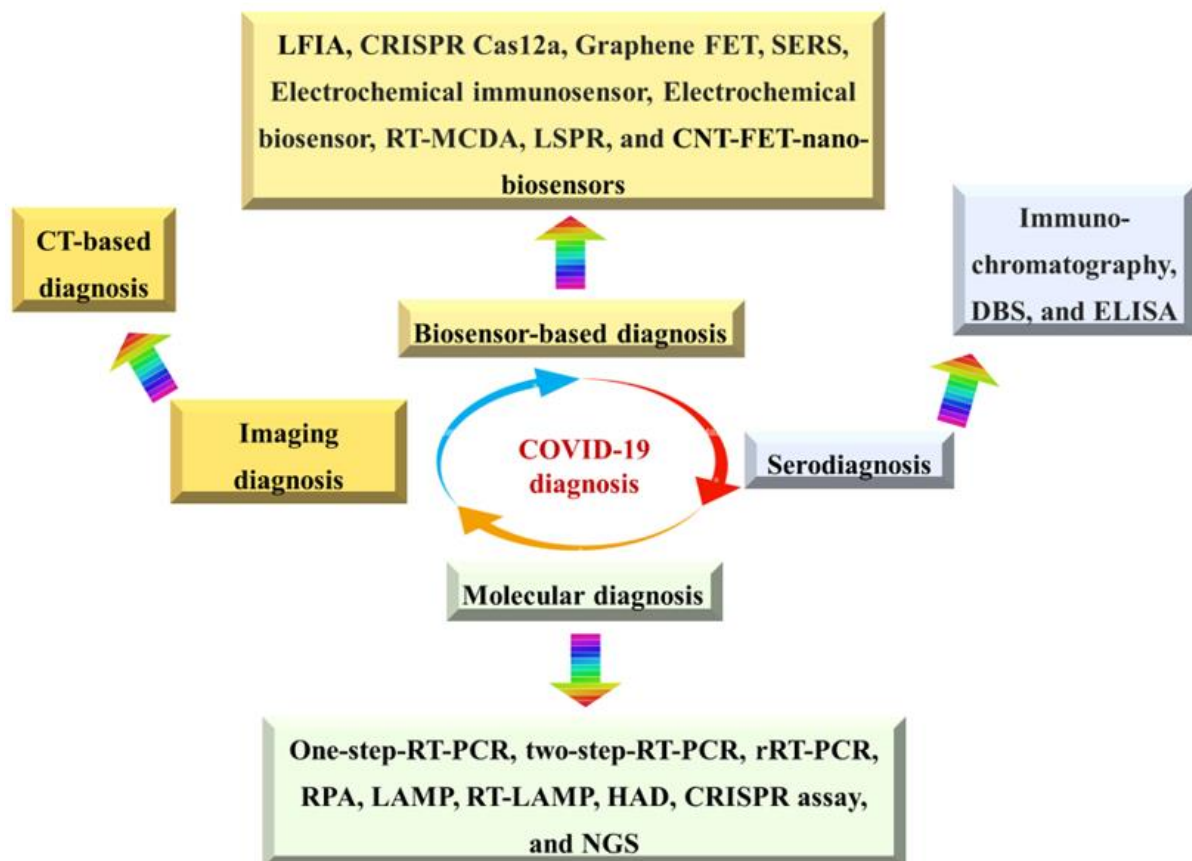 LFIA, CRISPR Cas12a, Graphene FET, SERS,
Electrochemical immunosensor, Electrochemical
biosensor, RT-MCDA, LSPR, and CNT-FET-nano-
biosensors
CT-based
diagnosis
Immuno-
chromatography,
DBS, and ELISA
Biosensor-based diagnosis
Imaging
diagnosis
COVID-19
diagnosis
Serodiagnosis
Molecular diagnosis
One-step-RT-PCR, two-step-RT-PCR, rRT-PCR,
RPA, LAMP, RT-LAMP, HAD, CRISPR assay,
and NGS